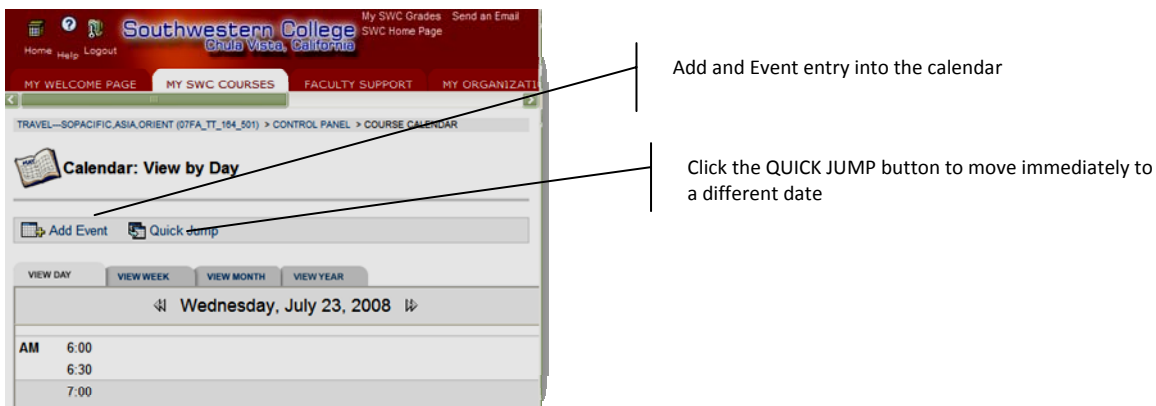 My SWC Grades Send an Email
Southwestern College SWC Home Page
Chula Vista, California
Home Help Logout
MY WELCOME PAGE MY SWC COURSES FACULTY SUPPORT MY ORGANIZATI
TRAVEL---SOPACIFIC,ASIA,ORIENT (07FA_TT_164_501) > CONTROL PANEL > COURSE CALENDAR
Calendar: View by Day
Add Event Quick Jump
VIEW DAY VIEW WEEK VIEW MONTH VIEW YEAR
Wednesday, July 23, 2008
AM 6:00
6:30
7:00
Add and Event entry into the calendar
Click the QUICK JUMP button to move immediately to
a different date